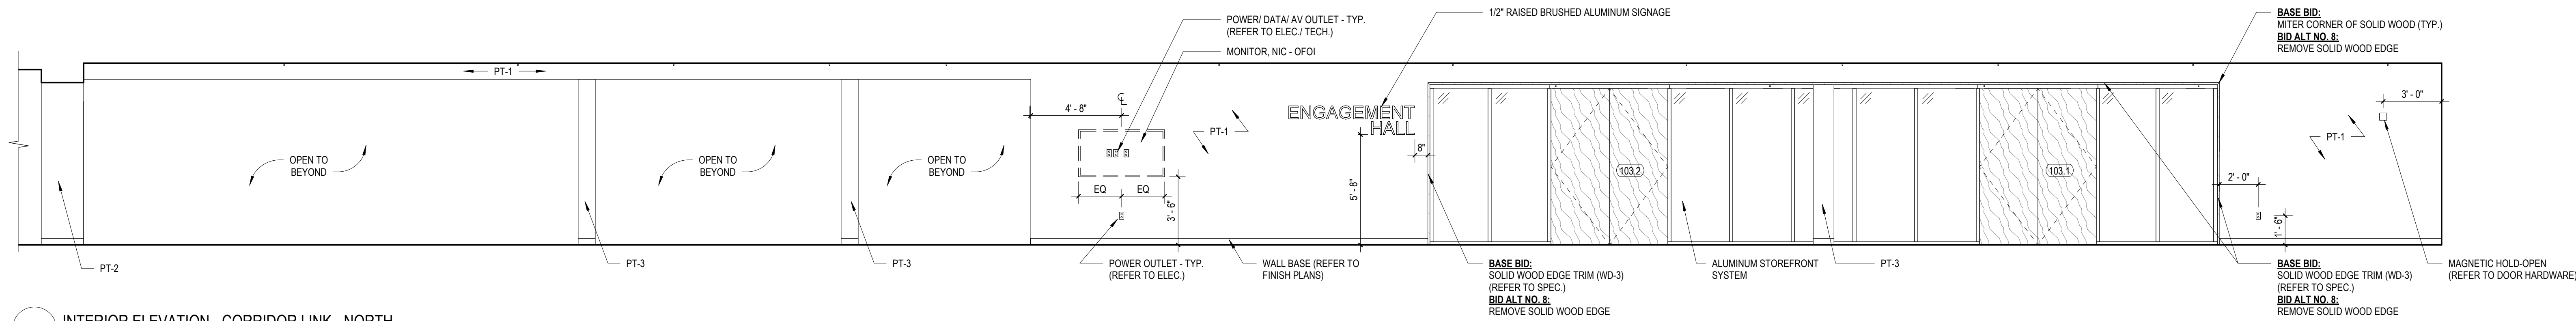 POWER/ DATA/ AV OUTLET - TYP.
(REFER TO ELEC./ TECH.)
MONITOR, NIC - OFOI
1/2" RAISED BRUSHED ALUMINUM SIGNAGE
BASE BID:
MITER CORNER OF SOLID WOOD (TYP.)
BID ALT NO. 8:
REMOVE SOLID WOOD EDGE
PT-1
4' - 8"
CL
ENGAGEMENT
HALL
PT-1
3' - 0"
PT-1
OPEN TO
BEYOND
OPEN TO
BEYOND
OPEN TO
BEYOND
8"
103.2
103.1
EQ
EQ
3' - 6"
5' - 8"
2' - 0"
1' - 6"
PT-2
PT-3
PT-3
POWER OUTLET - TYP.
(REFER TO ELEC.)
WALL BASE (REFER TO
FINISH PLANS)
BASE BID:
SOLID WOOD EDGE TRIM (WD-3)
(REFER TO SPEC.)
BID ALT NO. 8:
REMOVE SOLID WOOD EDGE
ALUMINUM STOREFRONT
SYSTEM
PT-3
BASE BID:
SOLID WOOD EDGE TRIM (WD-3)
(REFER TO SPEC.)
BID ALT NO. 8:
REMOVE SOLID WOOD EDGE
MAGNETIC HOLD-OPEN
(REFER TO DOOR HARDWARE)
INTERIOR ELEVATION - CORRIDOR LINK - NORTH